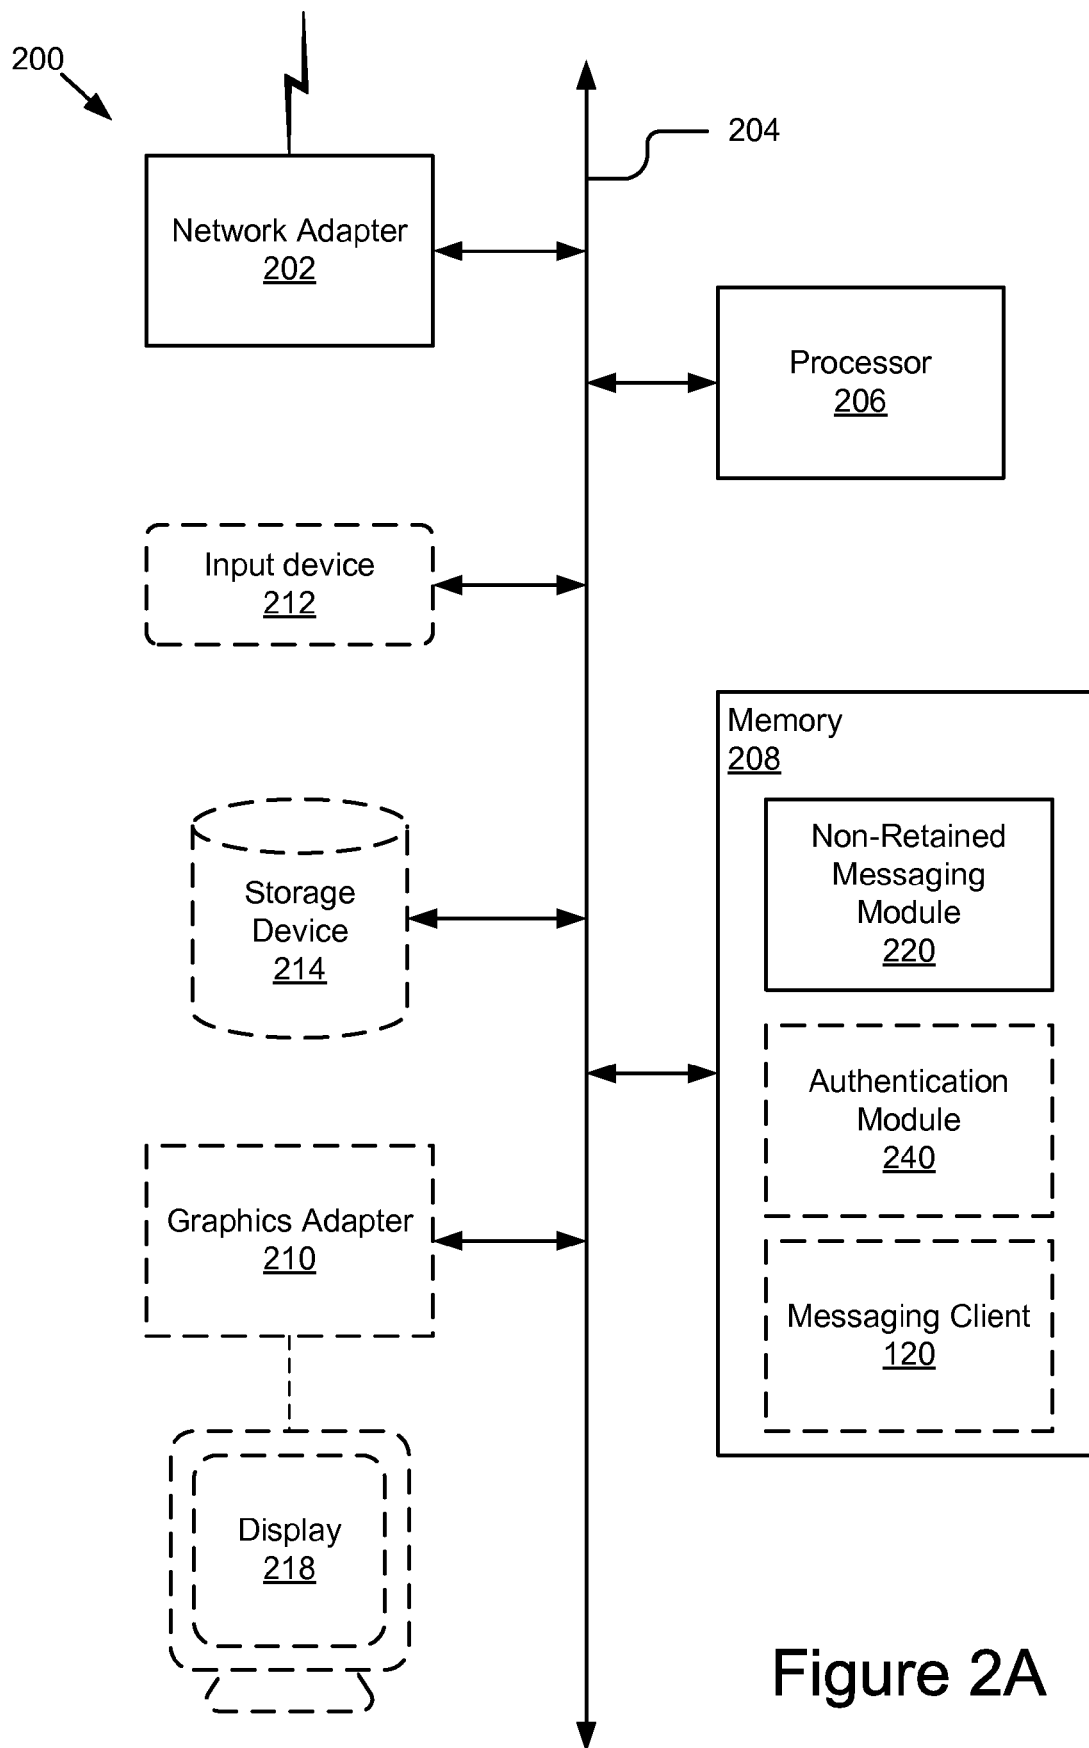 200
204
Network Adapter
202
Processor
206
Input device
212
Memory
208
Non-Retained
Messaging
Module
220
Storage
Device
214
Authentication
Module
240
Graphics Adapter
210
Messaging Client
120
Display
218
Figure 2A